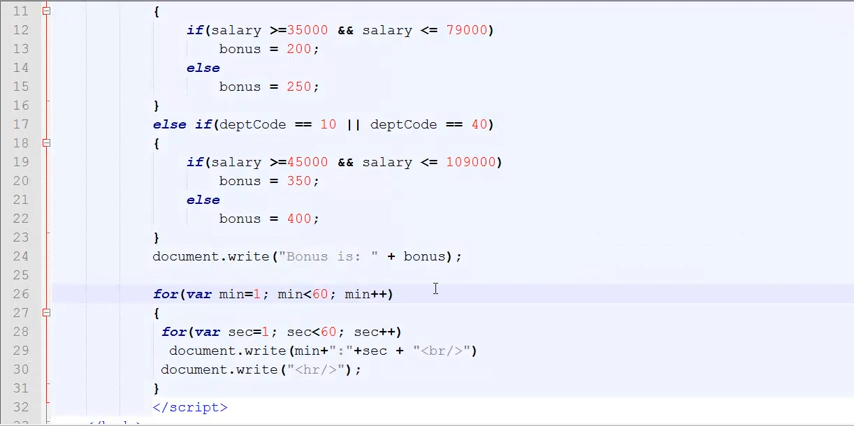 11 {
12 if(salary >=35000 && salary <= 79000)
13 bonus = 200;
14 else
15 bonus = 250;
16 }
17 else if(deptCode == 10 || deptCode == 40)
18 {
19 if(salary >=45000 && salary <= 109000)
20 bonus = 350;
21 else
22 bonus = 400;
23 }
24 document.write("Bonus is: " + bonus);
25
26 for(var min=1; min<60; min++)
27 {
28 for(var sec=1; sec<60; sec++)
29 document.write(min+":"+sec + "<br/>")
30 document.write("<hr/>");
31 }
32 </script>